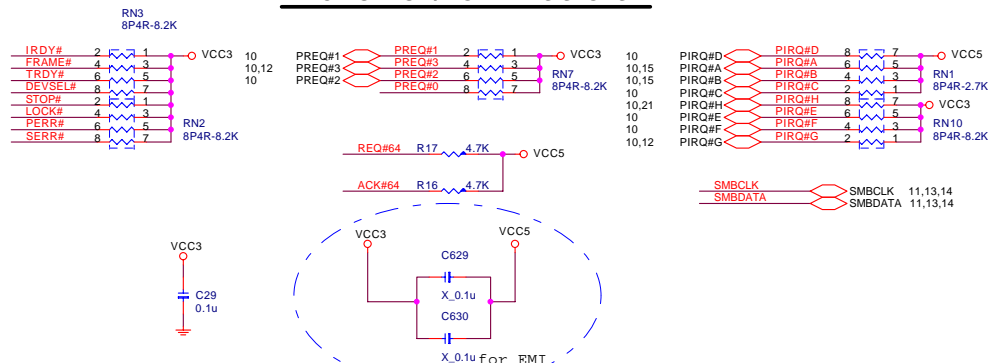 RN3
8P4R-8.2K
IRDY# 2 1 VCC3
FRAME# 4 3
TRDY# 6 5
DEVSEL# 8 7
STOP# 2 1
LOCK# 4 3
PERR# 6 5
SERR# 8 7
RN2
8P4R-8.2K
10 PREQ#1 PREQ#1 2 1 VCC3
10,12 PREQ#3 PREQ#3 4 3
10 PREQ#2 PREQ#2 6 5
PREQ#0 8 7
RN7
8P4R-8.2K
REQ#64 R17 4.7K VCC5
ACK#64 R16 4.7K
10 PIRQ#D PIRQ#D 8 7 VCC5
10,15 PIRQ#A PIRQ#A 6 5
10,15 PIRQ#B PIRQ#B 4 3
10 PIRQ#C PIRQ#C 2 1
RN1
8P4R-2.7K
10,21 PIRQ#H PIRQ#H 8 7 VCC3
10 PIRQ#E PIRQ#E 6 5
10 PIRQ#F PIRQ#F 4 3
10,12 PIRQ#G PIRQ#G 2 1
RN10
8P4R-8.2K
SMBCLK SMBCLK 11,13,14
SMBDATA SMBDATA 11,13,14
VCC3
C29
0.1u
VCC3 VCC5
C629
X_0.1u
C630
X_0.1u for EMI